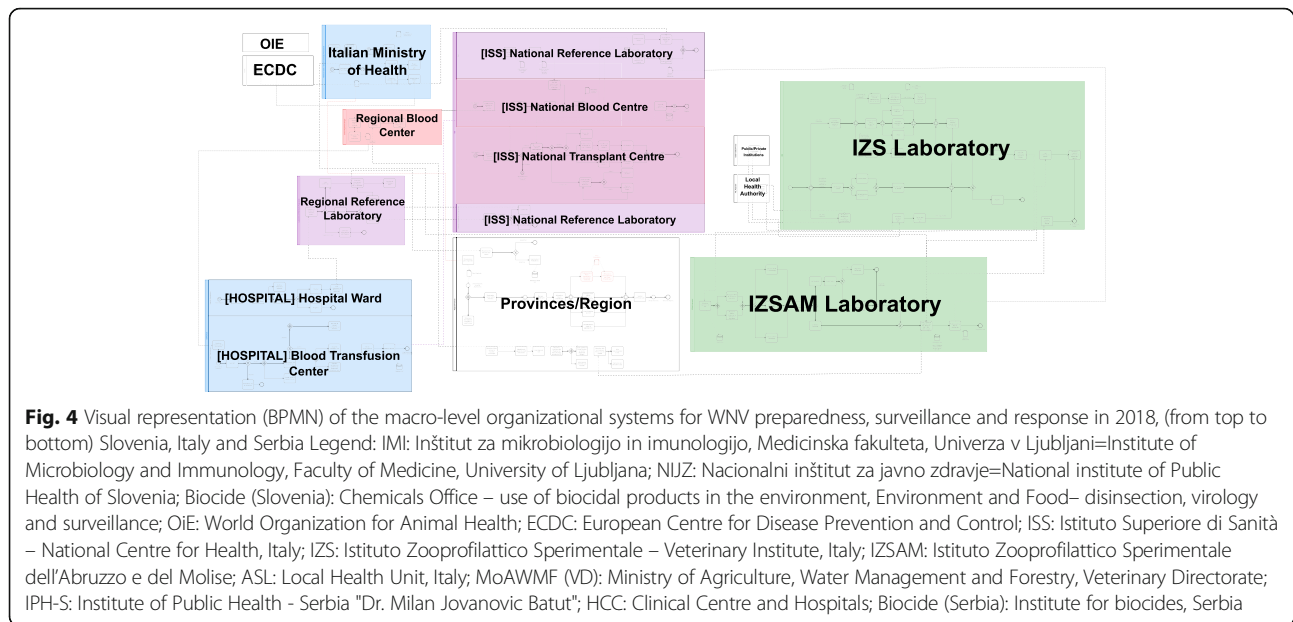 OIE
ECDC
Italian Ministry
of Health
[ISS] National Reference Laboratory
[ISS] National Blood Centre
Regional Blood
Center
[ISS] National Transplant Centre
Public/Private
Institutions
Local
Health
Authority
IZS Laboratory
Regional Reference
Laboratory
[ISS] National Reference Laboratory
[HOSPITAL] Hospital Ward
Provinces/Region
IZSAM Laboratory
[HOSPITAL] Blood Transfusion
Center
Fig. 4 Visual representation (BPMN) of the macro-level organizational systems for WNV preparedness, surveillance and response in 2018, (from top to
bottom) Slovenia, Italy and Serbia Legend: IMI: Inštitut za mikrobiologijo in imunologijo, Medicinska fakulteta, Univerza v Ljubljani=Institute of
Microbiology and Immunology, Faculty of Medicine, University of Ljubljana; NIJZ: Nacionalni inštitut za javno zdravje=National institute of Public
Health of Slovenia; Biocide (Slovenia): Chemicals Office – use of biocidal products in the environment, Environment and Food– disinsection, virology
and surveillance; OiE: World Organization for Animal Health; ECDC: European Centre for Disease Prevention and Control; ISS: Istituto Superiore di Sanità
– National Centre for Health, Italy; IZS: Istituto Zooprofilattico Sperimentale – Veterinary Institute, Italy; IZSAM: Istituto Zooprofilattico Sperimentale
dell'Abruzzo e del Molise; ASL: Local Health Unit, Italy; MoAWMF (VD): Ministry of Agriculture, Water Management and Forestry, Veterinary Directorate;
IPH-S: Institute of Public Health - Serbia "Dr. Milan Jovanovic Batut"; HCC: Clinical Centre and Hospitals; Biocide (Serbia): Institute for biocides, Serbia